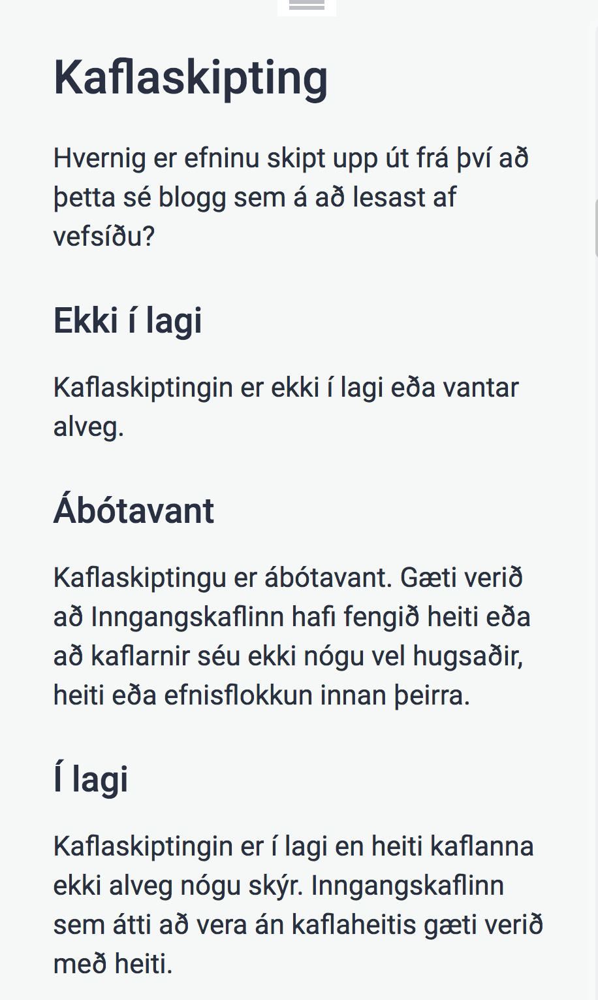 Kaflaskipting
Hvernig er efninu skipt upp út frá því að
þetta sé blogg sem á að lesast af
vefsíðu?
Ekki í lagi
Kaflaskiptingin er ekki í lagi eða vantar
alveg.
Ábótavant
Kaflaskiptingu er ábótavant. Gæti verið
að Inngangskaflinn hafi fengið heiti eða
að kaflarnir séu ekki nógu vel hugsaðir,
heiti eða efnisflokkun innan þeirra.
Í lagi
Kaflaskiptingin er í lagi en heiti kaflanna
ekki alveg nógu skýr. Inngangskaflinn
sem átti að vera án kaflaheitis gæti verið
með heiti.